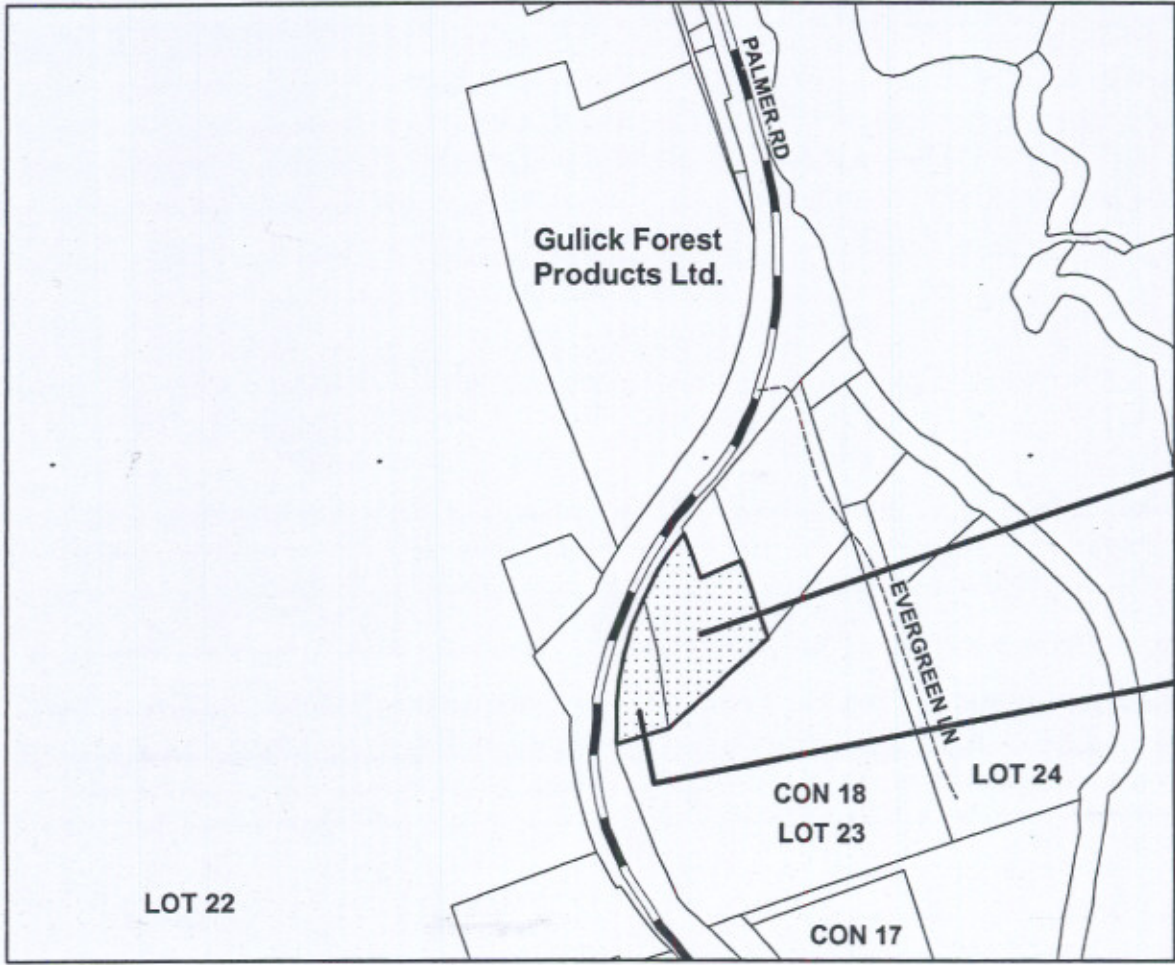 PALMER RD
Gulick Forest
Products Ltd.
EVERGREEN LN
LOT 24
CON 18
LOT 23
LOT 22
CON 17